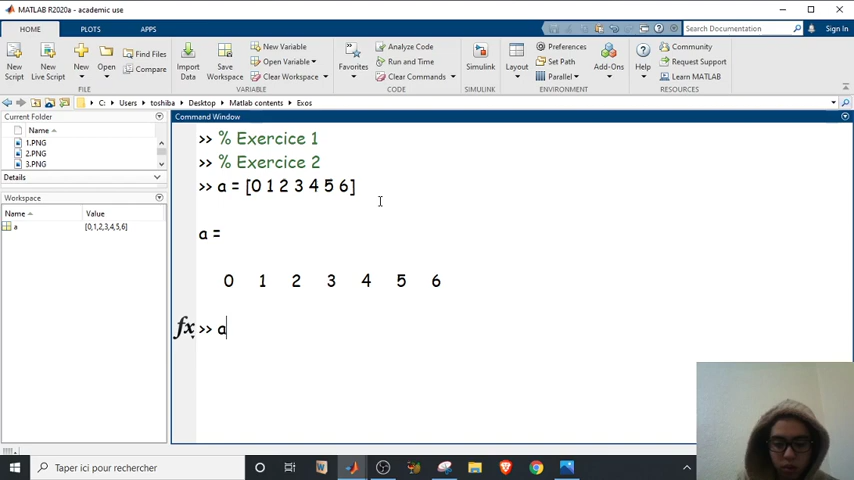 MATLAB R2020a - academic use
HOME PLOTS APPS
Search Documentation
Sign In
New Script
New Live Script
New
Open
Find Files
Compare
Import Data
Save Workspace
New Variable
Open Variable
Clear Workspace
Favorites
Analyze Code
Run and Time
Clear Commands
Simulink
Layout
Preferences
Set Path
Parallel
Add-Ons
Help
Community
Request Support
Learn MATLAB
FILE VARIABLE CODE SIMULINK ENVIRONMENT RESOURCES
C: Users toshiba Desktop Matlab contents Exos
Current Folder
Name
1.PNG
2.PNG
3.PNG
Details
Workspace
Name Value
a [0,1,2,3,4,5,6]
Command Window
>> % Exercice 1
>> % Exercice 2
>> a = [0 1 2 3 4 5 6]
a =
0 1 2 3 4 5 6
fx >> a
Taper ici pour rechercher